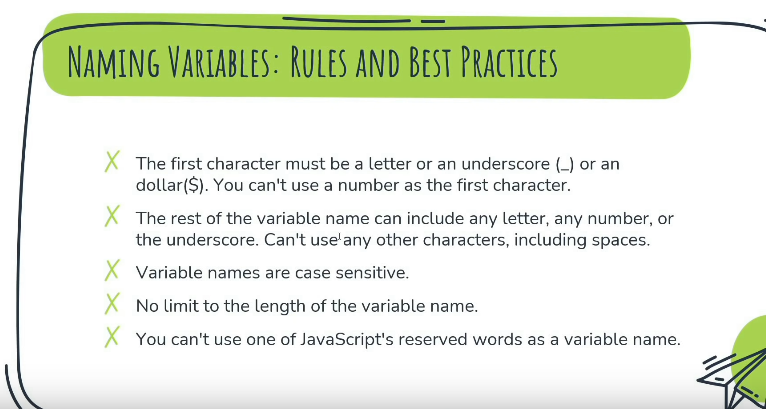 Naming Variables: Rules and Best Practices
The first character must be a letter or an underscore (_) or an
dollar($). You can't use a number as the first character.
The rest of the variable name can include any letter, any number, or
the underscore. Can't use any other characters, including spaces.
Variable names are case sensitive.
No limit to the length of the variable name.
You can't use one of JavaScript's reserved words as a variable name.